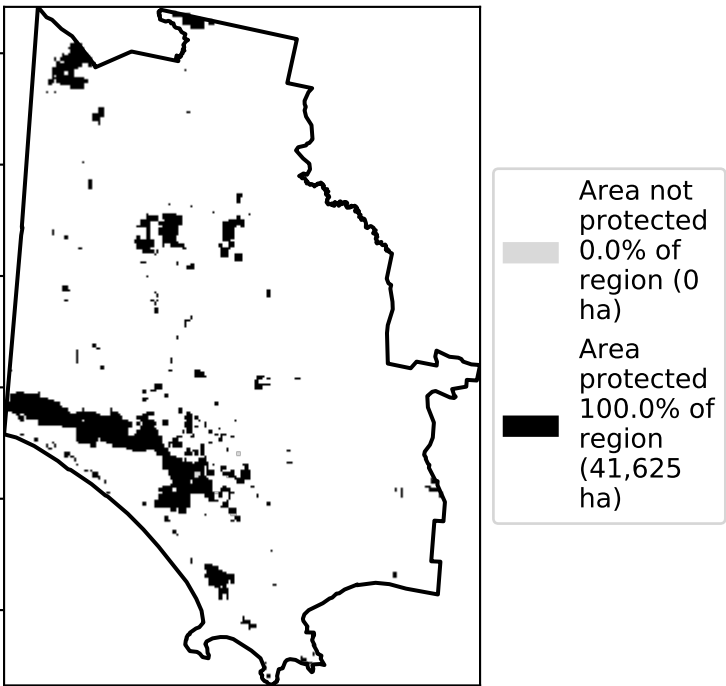 Area not
protected
0.0% of
region (0
ha)
Area
protected
100.0% of
region
(41,625
ha)